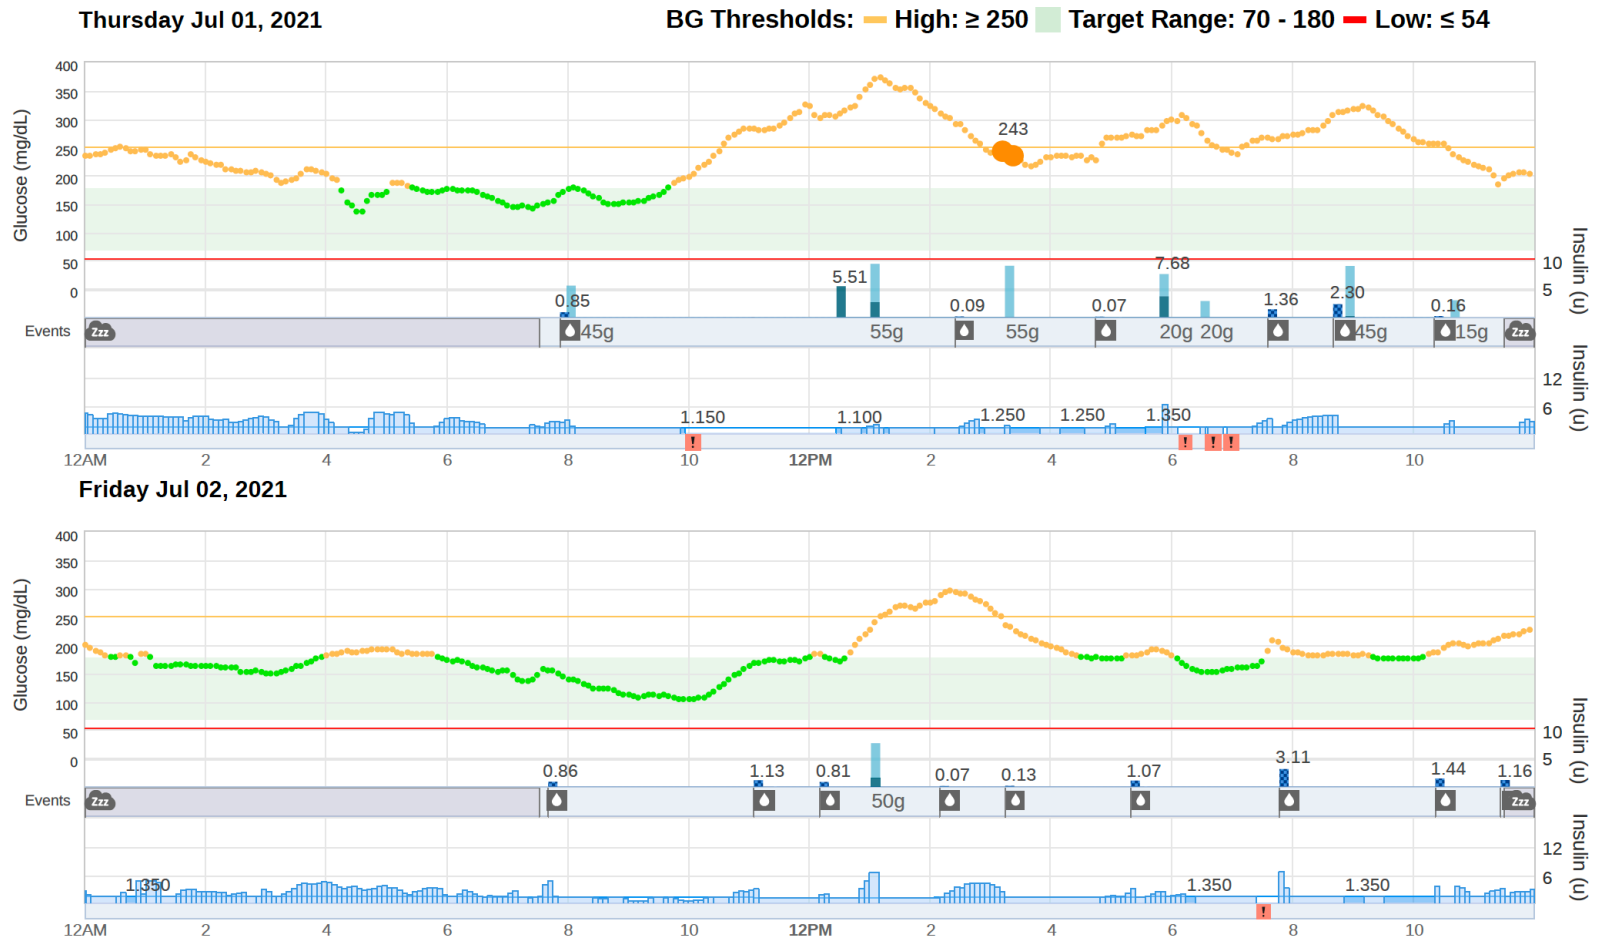 Thursday Jul 01, 2021
BG Thresholds: High: ≥ 250 Target Range: 70 - 180 Low: ≤ 54
Glucose (mg/dL)
400
350
300
250
200
150
100
50
0
243
Insulin (u)
10
5
0.85 5.51 0.09 0.07 7.68 1.36 2.30 0.16
Events
Zzz 45g 55g 55g 20g 20g 45g 15g Zzz
Insulin (u)
12
6
1.150 1.100 1.250 1.250 1.350
! ! ! !
12AM 2 4 6 8 10 12PM 2 4 6 8 10
Friday Jul 02, 2021
Glucose (mg/dL)
400
350
300
250
200
150
100
50
0
Insulin (u)
10
5
0.86 1.13 0.81 0.07 0.13 1.07 3.11 1.44 1.16
Events
Zzz 50g Zzz
Insulin (u)
12
6
1.350 1.350 1.350
!
12AM 2 4 6 8 10 12PM 2 4 6 8 10